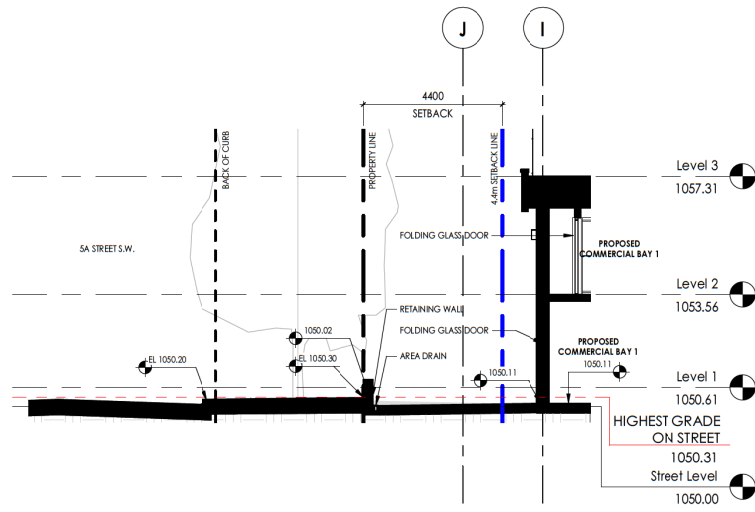 J
I
4400
SETBACK
BACK OF CURB
PROPERTY LINE
4.4m SETBACK LINE
Level 3
1057.31
5A STREET S.W.
FOLDING GLASS DOOR
PROPOSED
COMMERCIAL BAY 1
Level 2
1053.56
RETAINING WALL
1050.02
FOLDING GLASS DOOR
PROPOSED
COMMERCIAL BAY 1
EL 1050.20
EL 1050.30
AREA DRAIN
1050.11
1050.11
Level 1
1050.61
HIGHEST GRADE
ON STREET
1050.31
Street Level
1050.00